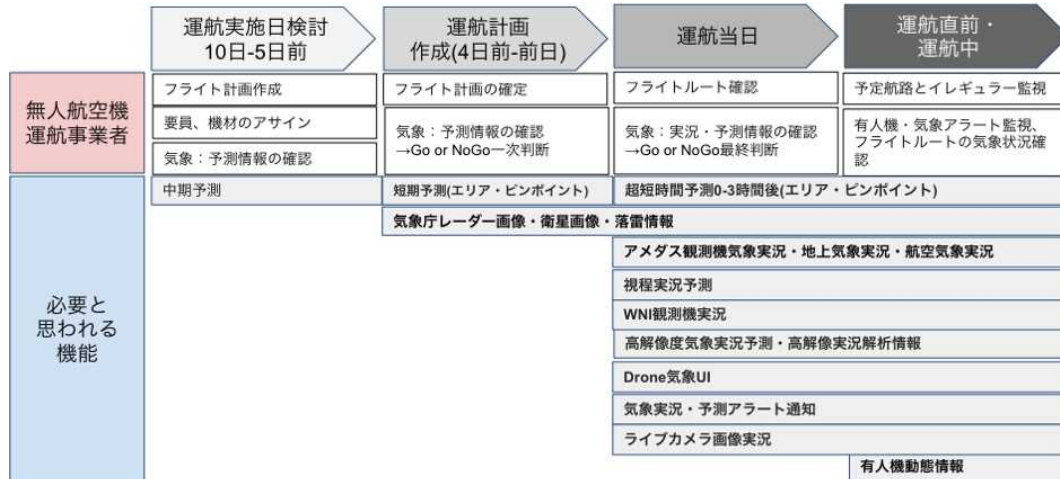 運航実施日検討
10日-5日前
運航計画
作成(4日前-前日)
運航当日
運航直前・
運航中
無人航空機
運航事業者
フライト計画作成
フライト計画の確定
フライトルート確認
予定航路とイレギュラー監視
要員、機材のアサイン
気象：予測情報の確認
気象：予測情報の確認
→Go or NoGo一次判断
気象：実況・予測情報の確認
→Go or NoGo最終判断
有人機・気象アラート監視、
フライトルートの気象状況確
認
必要と
思われる
機能
中期予測
短期予測(エリア・ピンポイント)
超短時間予測0-3時間後(エリア・ピンポイント)
気象庁レーダー画像・衛星画像・落雷情報
アメダス観測機気象実況・地上気象実況・航空気象実況
視程実況予測
WNI観測機実況
高解像度気象実況予測・高解像実況解析情報
Drone気象UI
気象実況・予測アラート通知
ライブカメラ画像実況
有人機動態情報